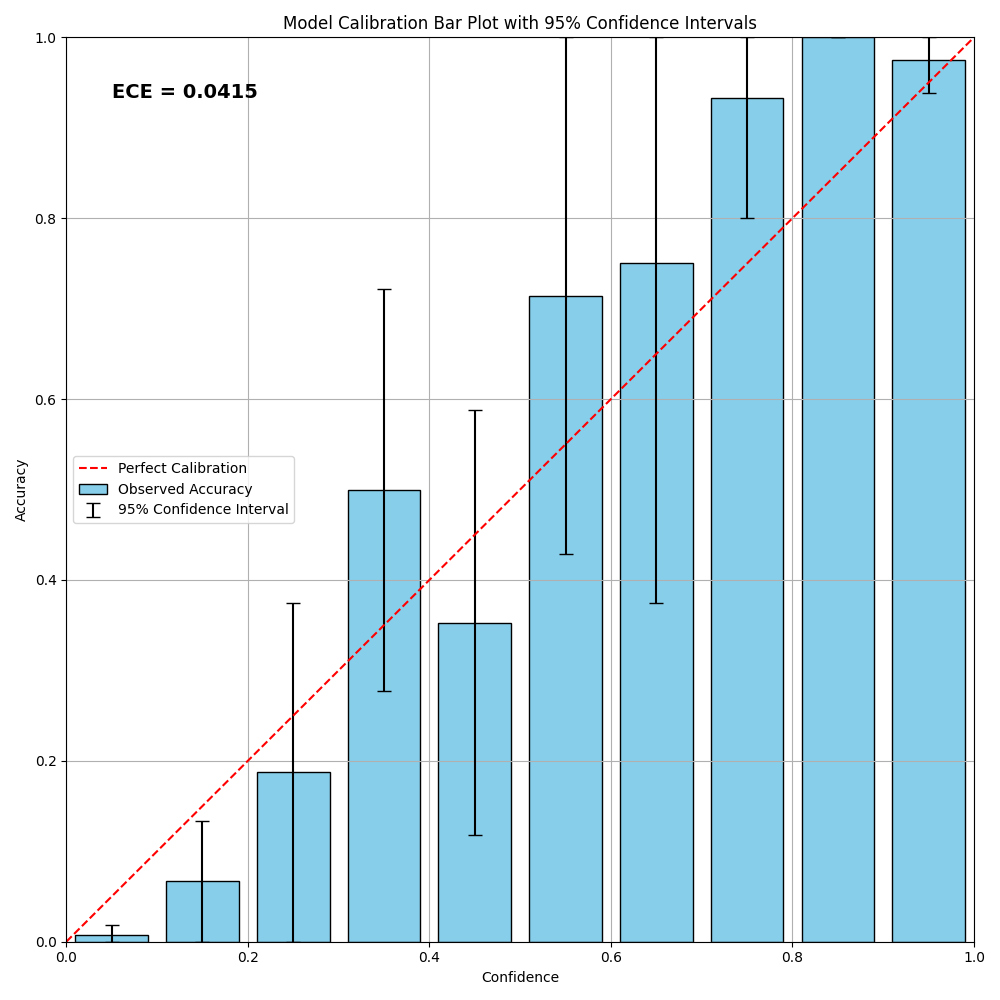 Model Calibration Bar Plot with 95% Confidence Intervals
ECE = 0.0415
1.0
0.8
0.6
0.4
0.2
0.0
Accuracy
Perfect Calibration
Observed Accuracy
95% Confidence Interval
0.0 0.2 0.4 0.6 0.8 1.0
Confidence